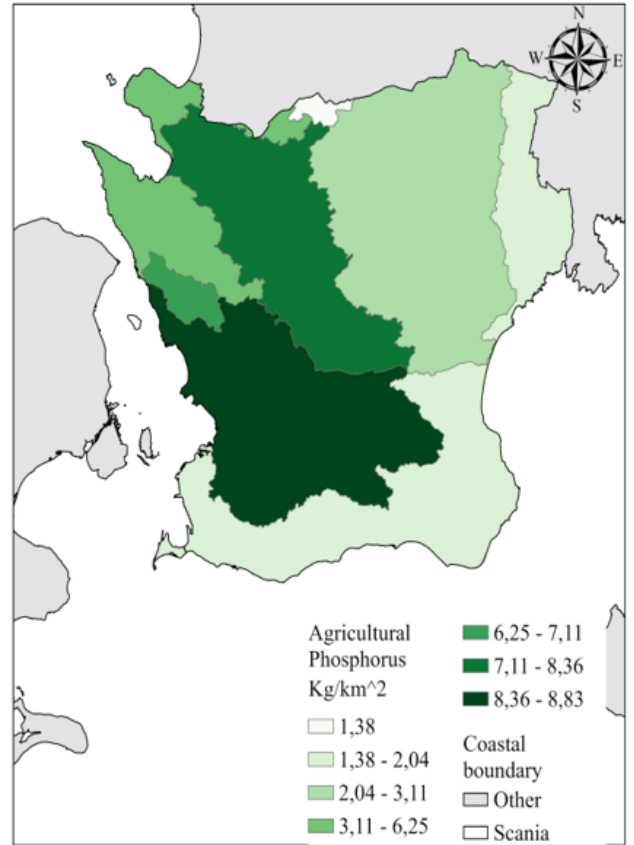 N
W E
S
Agricultural
Phosphorus
Kg/km^2
1,38
1,38 - 2,04
2,04 - 3,11
3,11 - 6,25
6,25 - 7,11
7,11 - 8,36
8,36 - 8,83
Coastal
boundary
Other
Scania